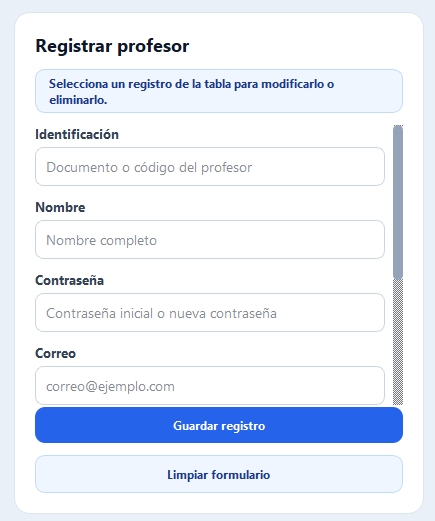 Registrar profesor
Selecciona un registro de la tabla para modificarlo o
eliminarlo.
Identificación
Documento o código del profesor
Nombre
Nombre completo
Contraseña
Contraseña inicial o nueva contraseña
Correo
correo@ejemplo.com
Guardar registro
Limpiar formulario